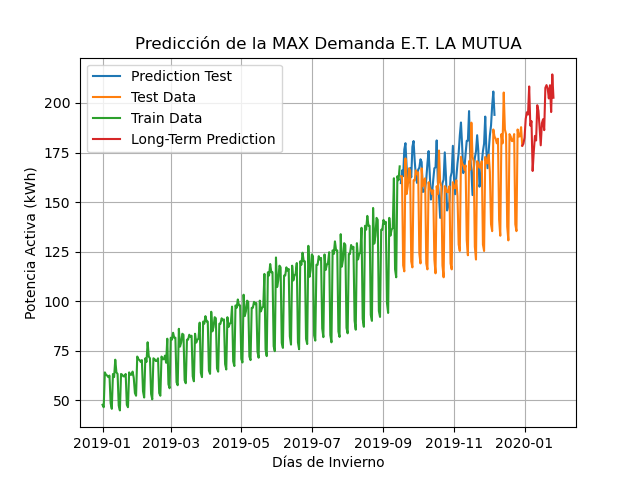 Predicción de la MAX Demanda E.T. LA MUTUA
Prediction Test
Test Data
Train Data
Long-Term Prediction
Potencia Activa (kWh)
200
175
150
125
100
75
50
2019-01 2019-03 2019-05 2019-07 2019-09 2019-11 2020-01
Días de Invierno